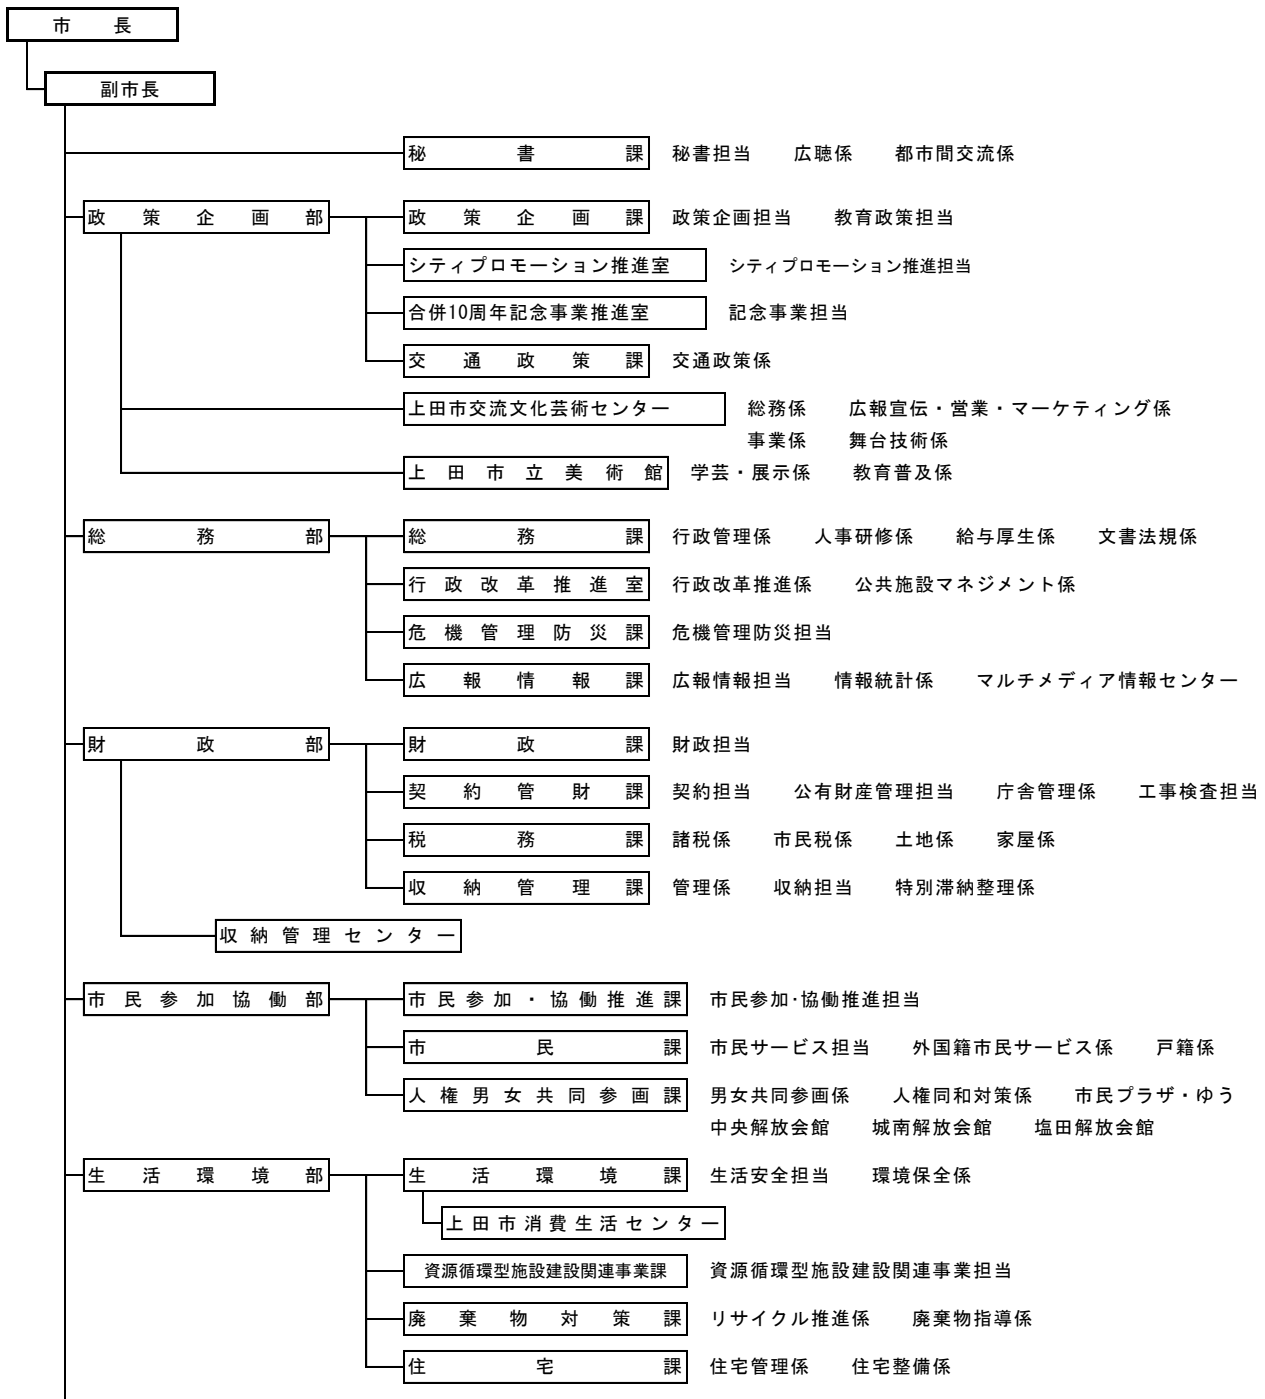 市長
副市長
秘書課 秘書担当 広聴係 都市間交流係
政策企画部 政策企画課 政策企画担当 教育政策担当
シティプロモーション推進室 シティプロモーション推進担当
合併10周年記念事業推進室 記念事業担当
交通政策課 交通政策係
上田市交流文化芸術センター 総務係 広報宣伝・営業・マーケティング係
事業係 舞台技術係
上田市立美術館 学芸・展示係 教育普及係
総務部 総務課 行政管理係 人事研修係 給与厚生係 文書法規係
行政改革推進室 行政改革推進係 公共施設マネジメント係
危機管理防災課 危機管理防災担当
広報情報課 広報情報担当 情報統計係 マルチメディア情報センター
財政部 財政課 財政担当
契約管財課 契約担当 公有財産管理担当 庁舎管理係 工事検査担当
税務課 諸税係 市民税係 土地係 家屋係
収納管理課 管理係 収納担当 特別滞納整理係
収納管理センター
市民参加協働部 市民参加・協働推進課 市民参加・協働推進担当
市民課 市民サービス担当 外国籍市民サービス係 戸籍係
人権男女共同参画課 男女共同参画係 人権同和対策係 市民プラザ・ゆう
中央解放会館 城南解放会館 塩田解放会館
生活環境部 生活環境課 生活安全担当 環境保全係
上田市消費生活センター
資源循環型施設建設関連事業課 資源循環型施設建設関連事業担当
廃棄物対策課 リサイクル推進係 廃棄物指導係
住宅課 住宅管理係 住宅整備係